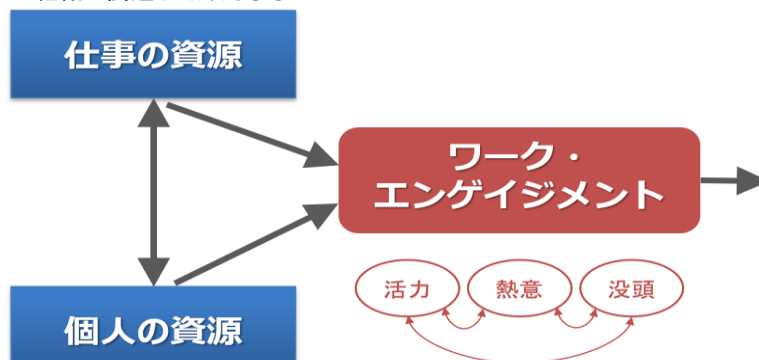 仕事の資源
ワーク・
エンゲイジメント
活力
熱意
没頭
個人の資源